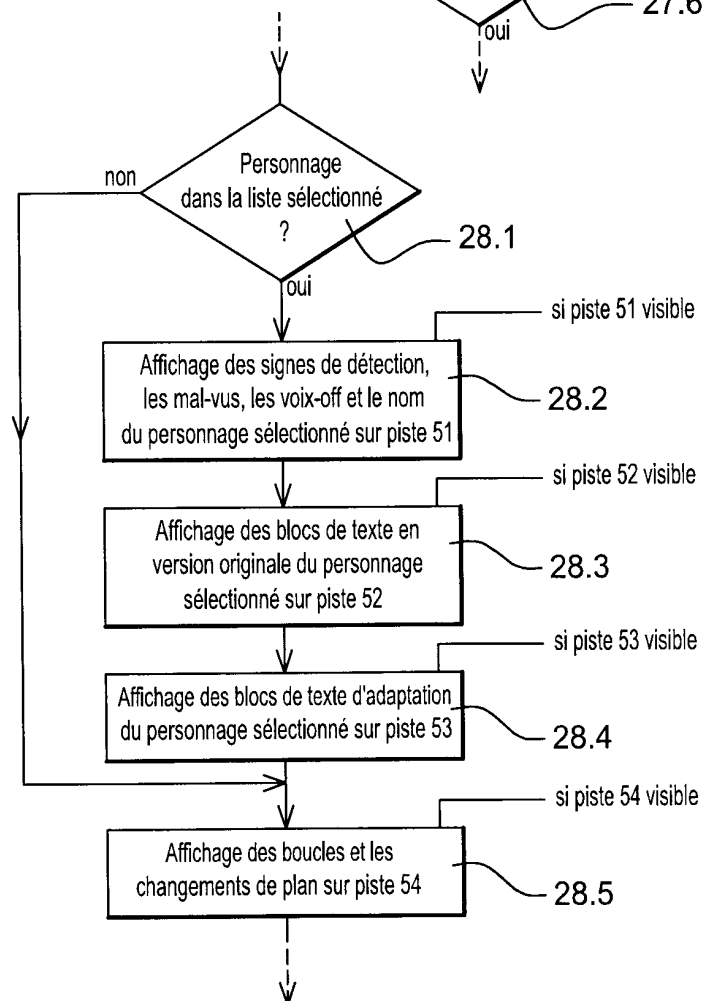 27.6
oui
Personnage
dans la liste sélectionné
?
non
28.1
oui
si piste 51 visible
Affichage des signes de détection,
les mal-vus, les voix-off et le nom
du personnage sélectionné sur piste 51
28.2
si piste 52 visible
Affichage des blocs de texte en
version originale du personnage
sélectionné sur piste 52
28.3
si piste 53 visible
Affichage des blocs de texte d'adaptation
du personnage sélectionné sur piste 53
28.4
si piste 54 visible
Affichage des boucles et les
changements de plan sur piste 54
28.5